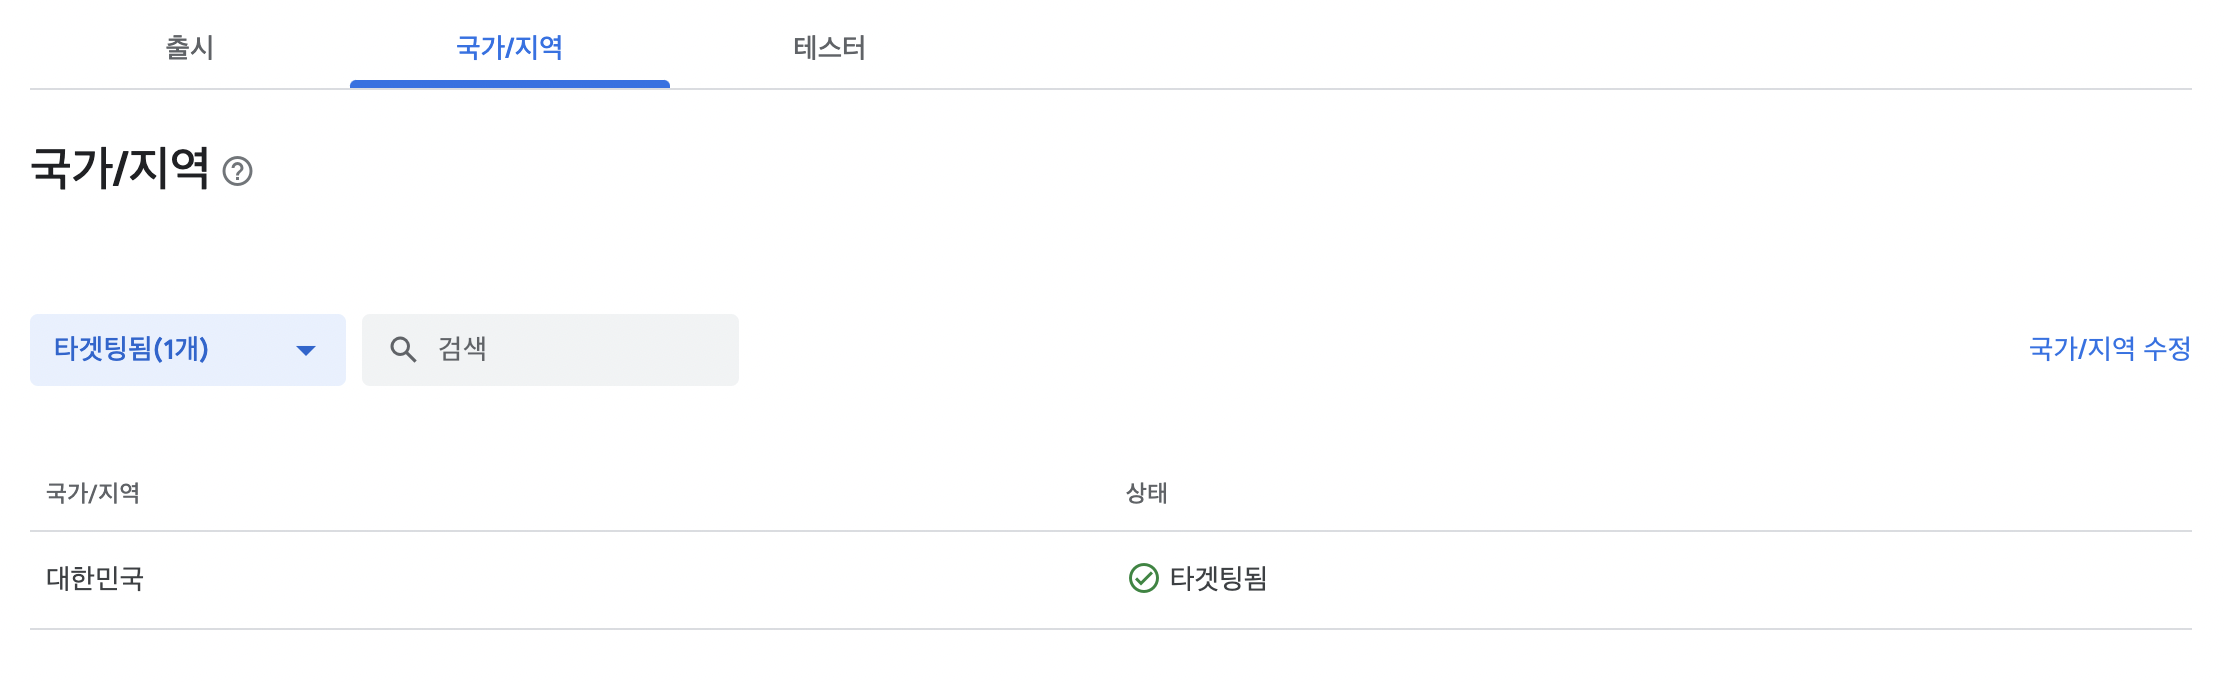 출시 국가/지역 테스터
국가/지역
타겟팅됨(1개) 검색 국가/지역 수정
국가/지역 상태
대한민국 타겟팅됨